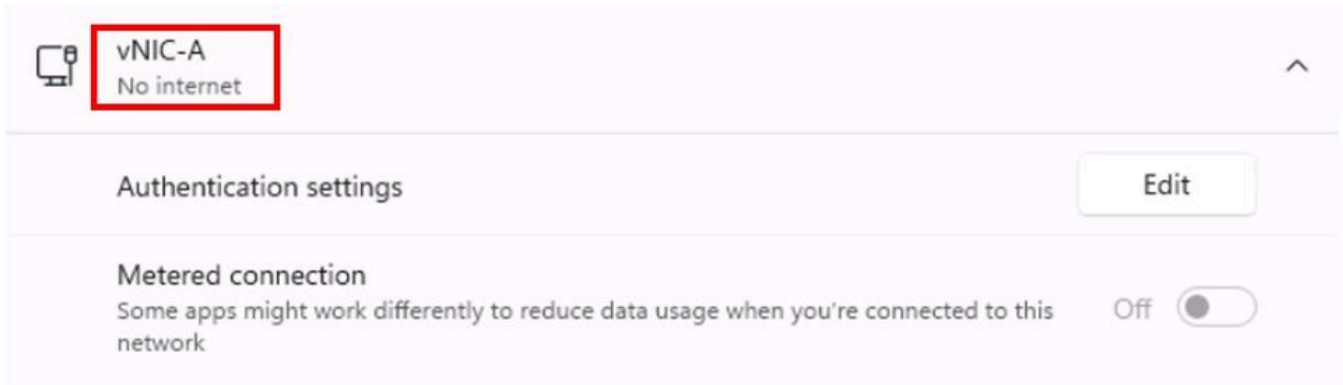 vNIC-A
No internet
Authentication settings
Edit
Metered connection
Some apps might work differently to reduce data usage when you're connected to this
network
Off